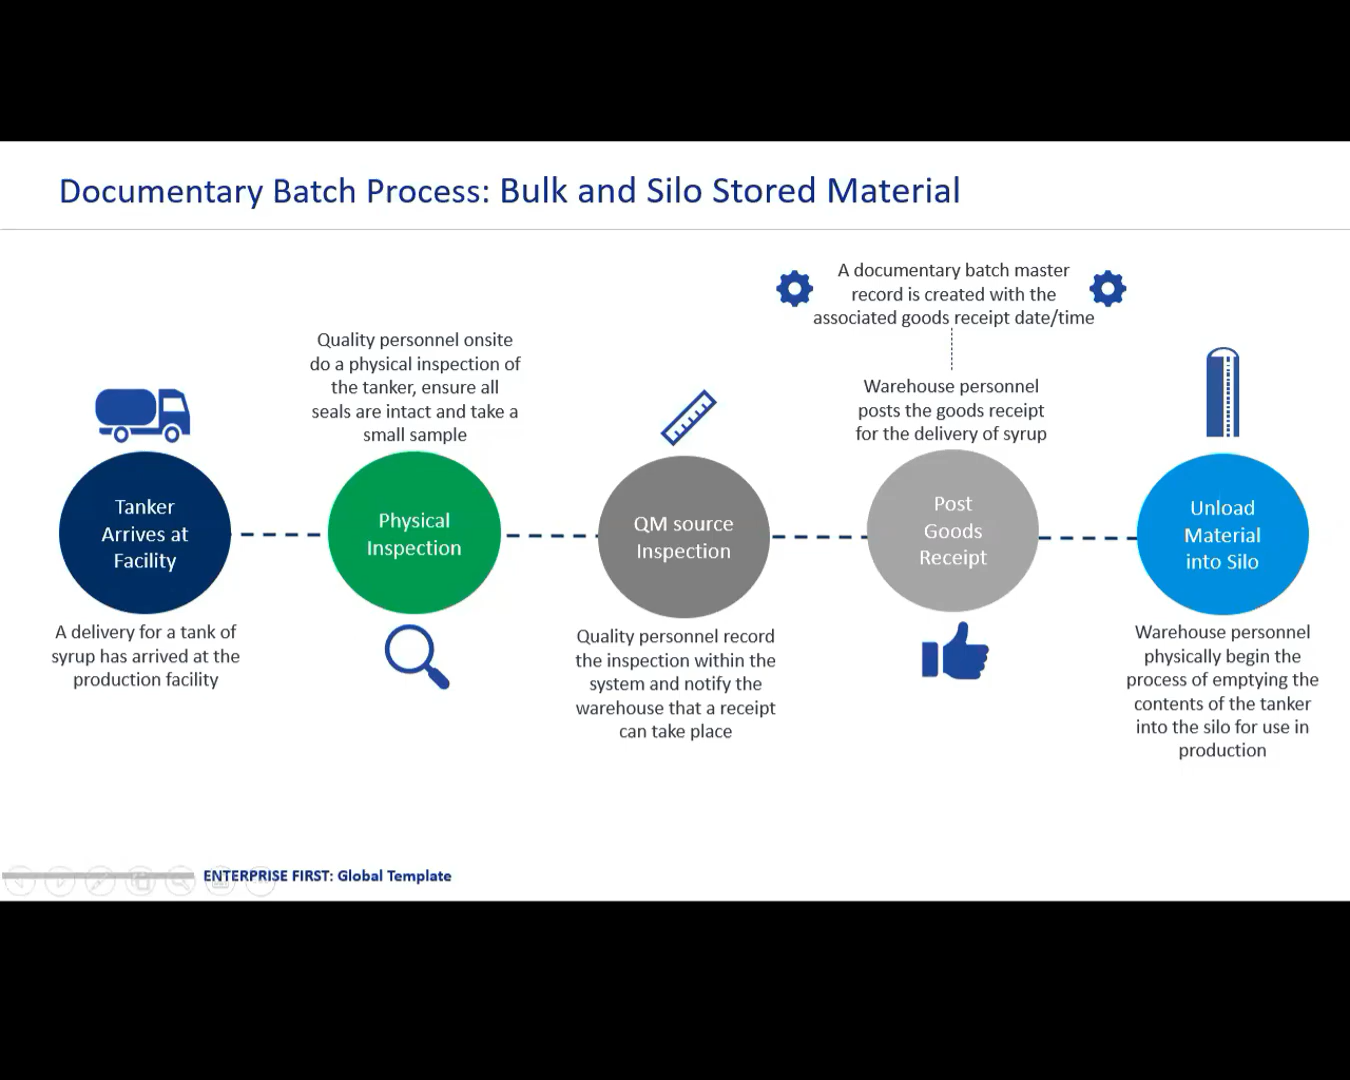 Documentary Batch Process: Bulk and Silo Stored Material
A documentary batch master
record is created with the
associated goods receipt date/time
Quality personnel onsite
do a physical inspection of
the tanker, ensure all
seals are intact and take a
small sample
Warehouse personnel
posts the goods receipt
for the delivery of syrup
Tanker
Arrives at
Facility
Physical
Inspection
QM source
Inspection
Post
Goods
Receipt
Unload
Material
into Silo
A delivery for a tank of
syrup has arrived at the
production facility
Quality personnel record
the inspection within the
system and notify the
warehouse that a receipt
can take place
Warehouse personnel
physically begin the
process of emptying the
contents of the tanker
into the silo for use in
production
ENTERPRISE FIRST: Global Template